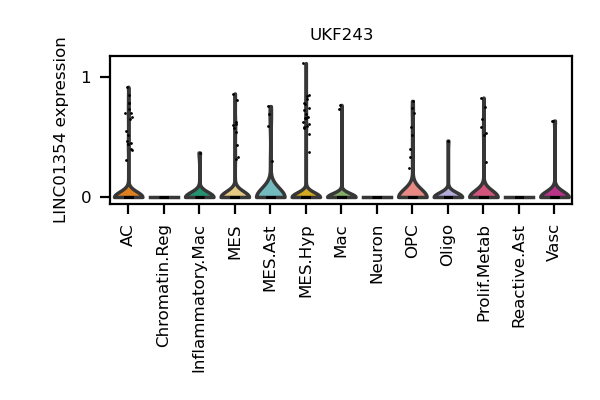 UKF243
LINC01354 expression
1
0
AC
Chromatin.Reg
Inflammatory.Mac
MES
MES.Ast
MES.Hyp
Mac
Neuron
OPC
Oligo
Prolif.Metab
Reactive.Ast
Vasc